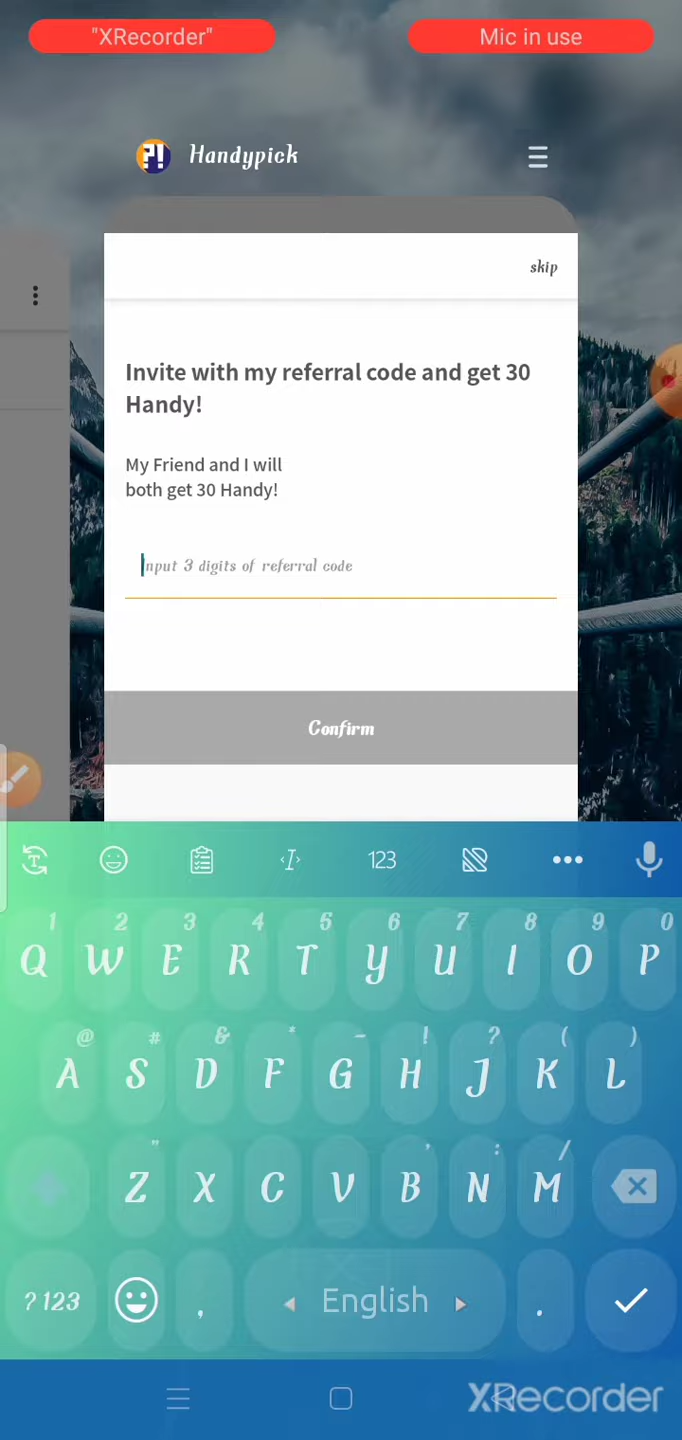 "XRecorder"
Mic in use
?! Handypick
skip
Invite with my referral code and get 30
Handy!
My Friend and I will
both get 30 Handy!
Input 3 digits of referral code
Confirm
T I 123
1 2 3 4 5 6 7 8 9 0
Q W E R T Y U I O P
@ # & * - ! ? ( )
A S D F G H J K L
" ' : /
Z X C V B N M
?123 , English .
XRecorder